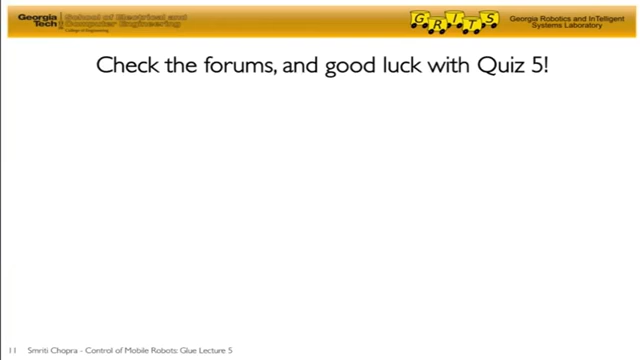 Georgia Tech
School of Electrical and
Computer Engineering
College of Engineering
GRITS
Georgia Robotics and InTelligent
Systems Laboratory
Check the forums, and good luck with Quiz 5!
11 Smriti Chopra - Control of Mobile Robots: Glue Lecture 5